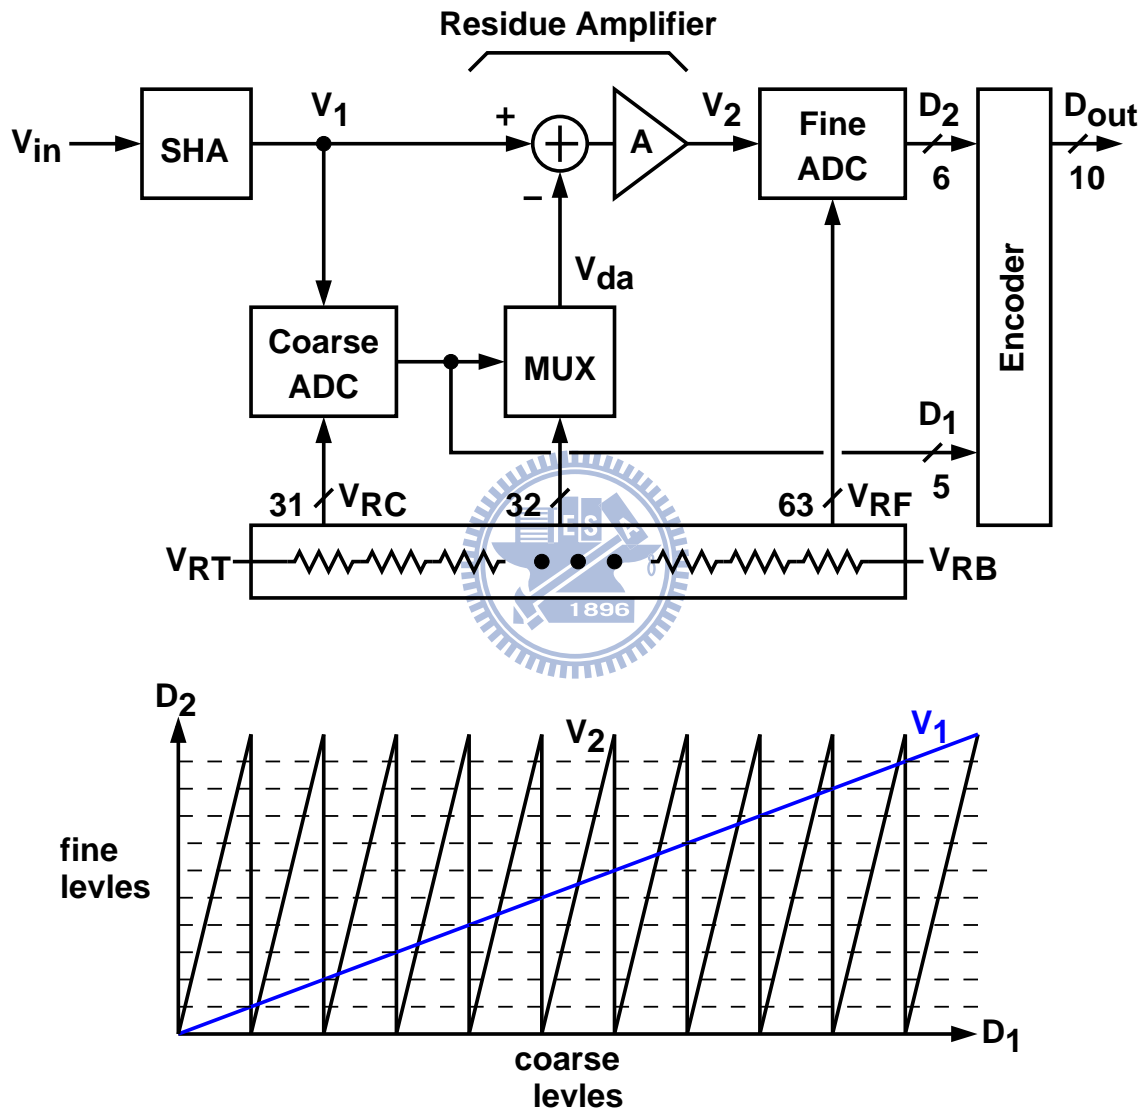 Residue Amplifier
Vin
SHA
V1
+
−
A
V2
Fine
ADC
D2
6
Encoder
Dout
10
Vda
Coarse
ADC
MUX
D1
5
31
VRC
32
63
VRF
VRT
VRB
E S
1896
D2
V2
V1
fine
levles
D1
coarse
levles